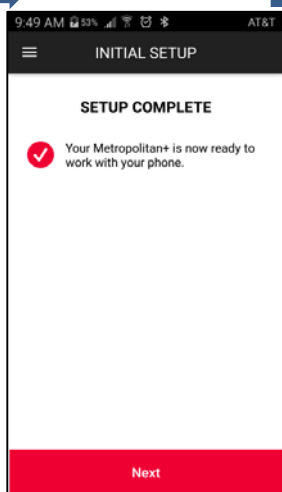 9:49 AM 53% AT&T
INITIAL SETUP
SETUP COMPLETE
Your Metropolitan+ is now ready to
work with your phone.
Next